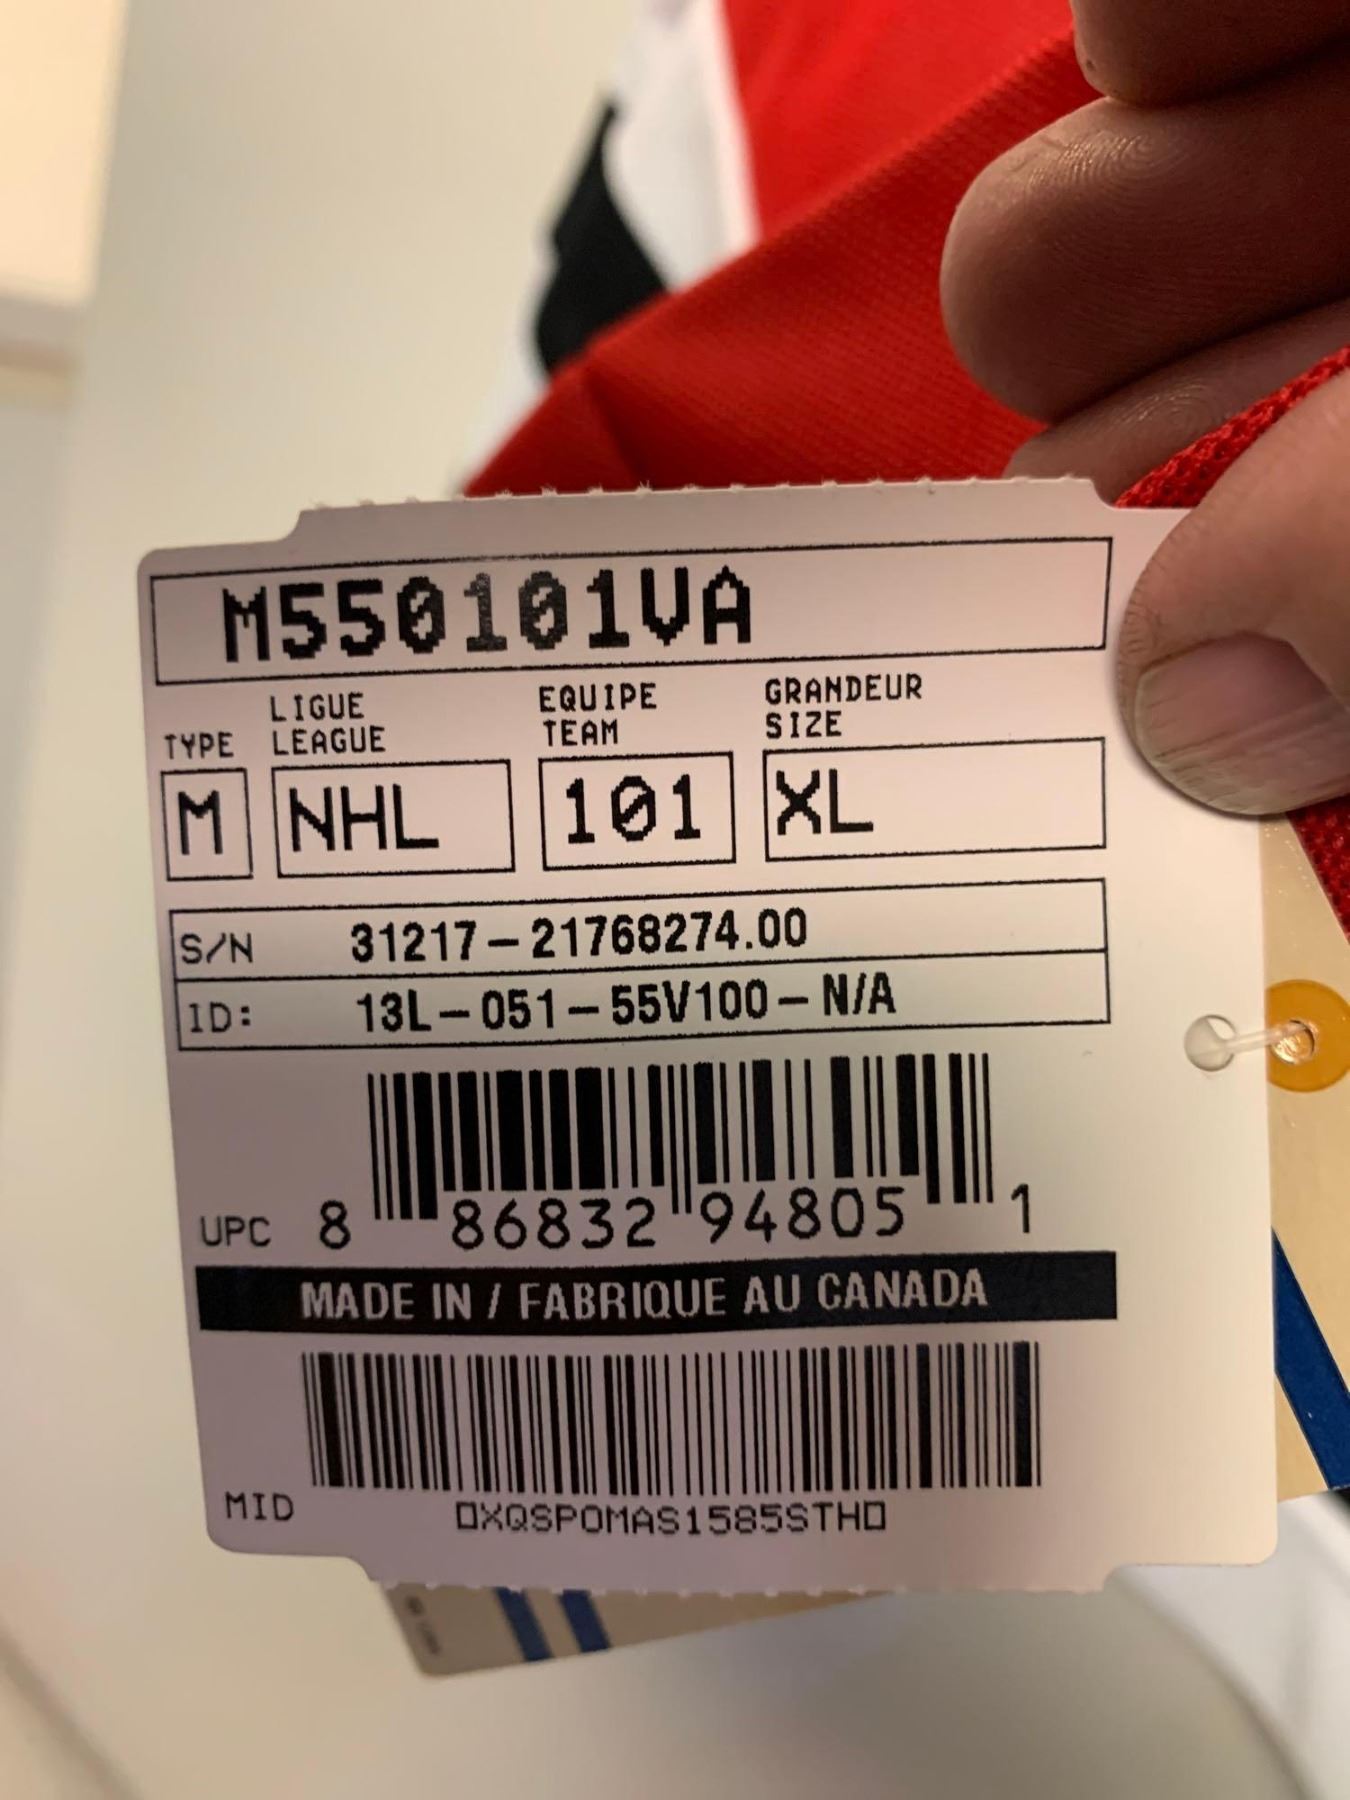 M550101VA
TYPE
LIGUE
LEAGUE
EQUIPE
TEAM
GRANDEUR
SIZE
M
NHL
101
XL
S/N 31217-21768274.00
ID: 13L-051-55V100-N/A
UPC 8 86832 94805 1
MADE IN / FABRIQUE AU CANADA
MID
▯XQSPOMAS1585STH▯